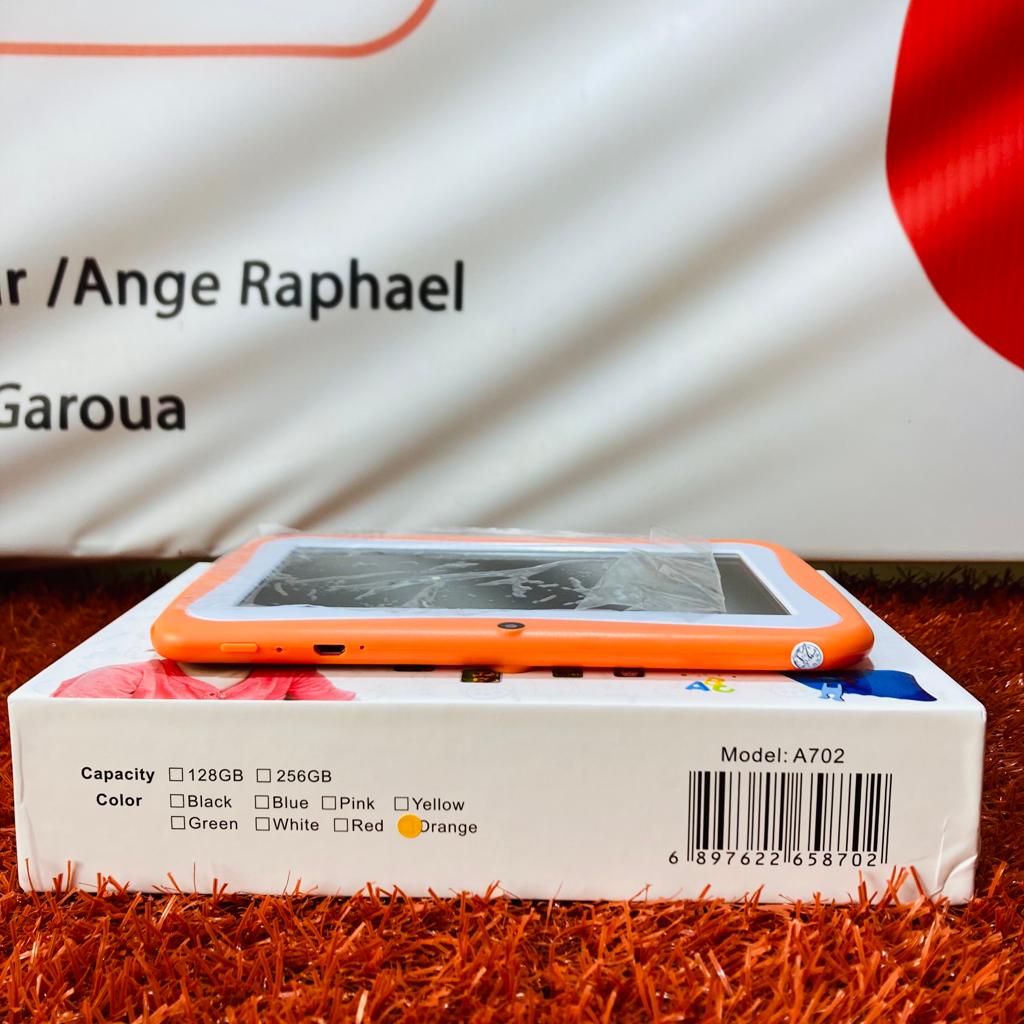 /Ange Raphael
Garoua
ABC
Model: A702
Capacity 128GB 256GB
Color Black Blue Pink Yellow
Green White Red Orange
6 897622 658702